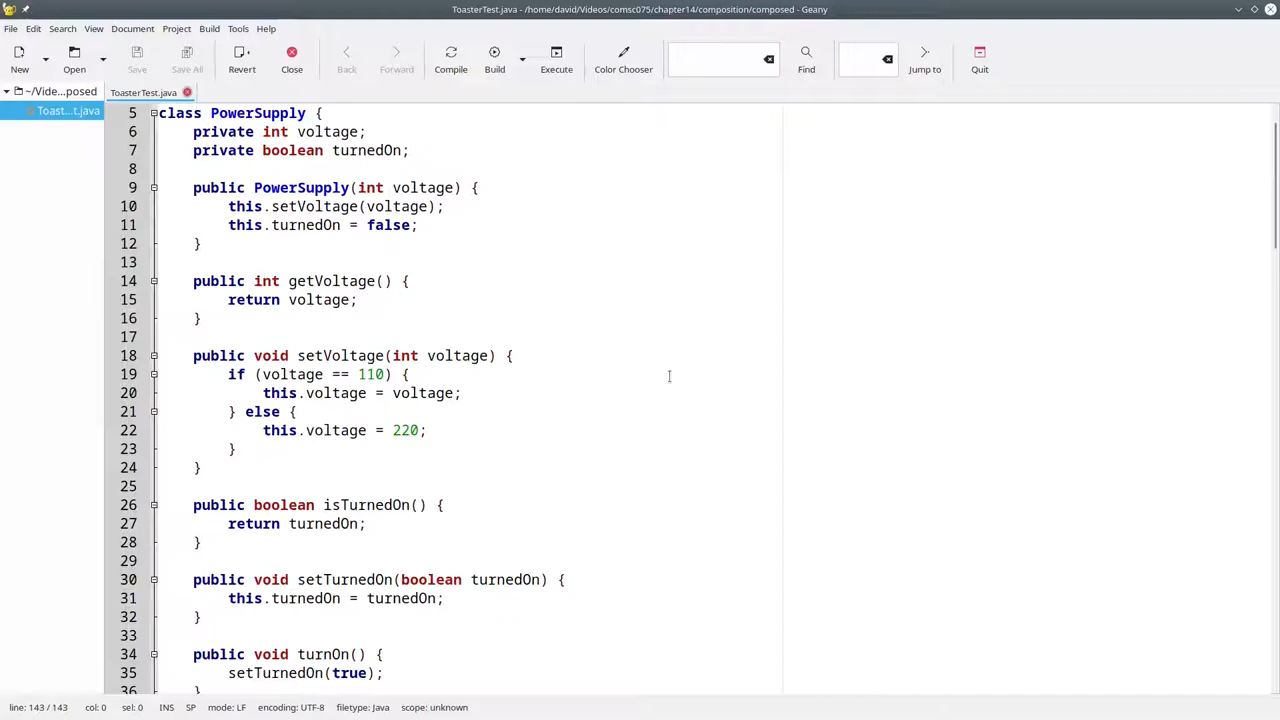 ToasterTest.java - /home/david/Videos/comsc075/chapter14/composition/composed - Geany
File Edit Search View Document Project Build Tools Help
New Open Save Save All Revert Close Back Forward Compile Build Execute Color Chooser Find Jump to Quit
~/Vide...posed
Toast...t.java
ToasterTest.java
5 class PowerSupply {
6     private int voltage;
7     private boolean turnedOn;
8
9     public PowerSupply(int voltage) {
10         this.setVoltage(voltage);
11         this.turnedOn = false;
12     }
13
14     public int getVoltage() {
15         return voltage;
16     }
17
18     public void setVoltage(int voltage) {
19         if (voltage == 110) {
20             this.voltage = voltage;
21         } else {
22             this.voltage = 220;
23         }
24     }
25
26     public boolean isTurnedOn() {
27         return turnedOn;
28     }
29
30     public void setTurnedOn(boolean turnedOn) {
31         this.turnedOn = turnedOn;
32     }
33
34     public void turnOn() {
35         setTurnedOn(true);
36     }
line: 143 / 143 col: 0 sel: 0 INS SP mode: LF encoding: UTF-8 filetype: Java scope: unknown